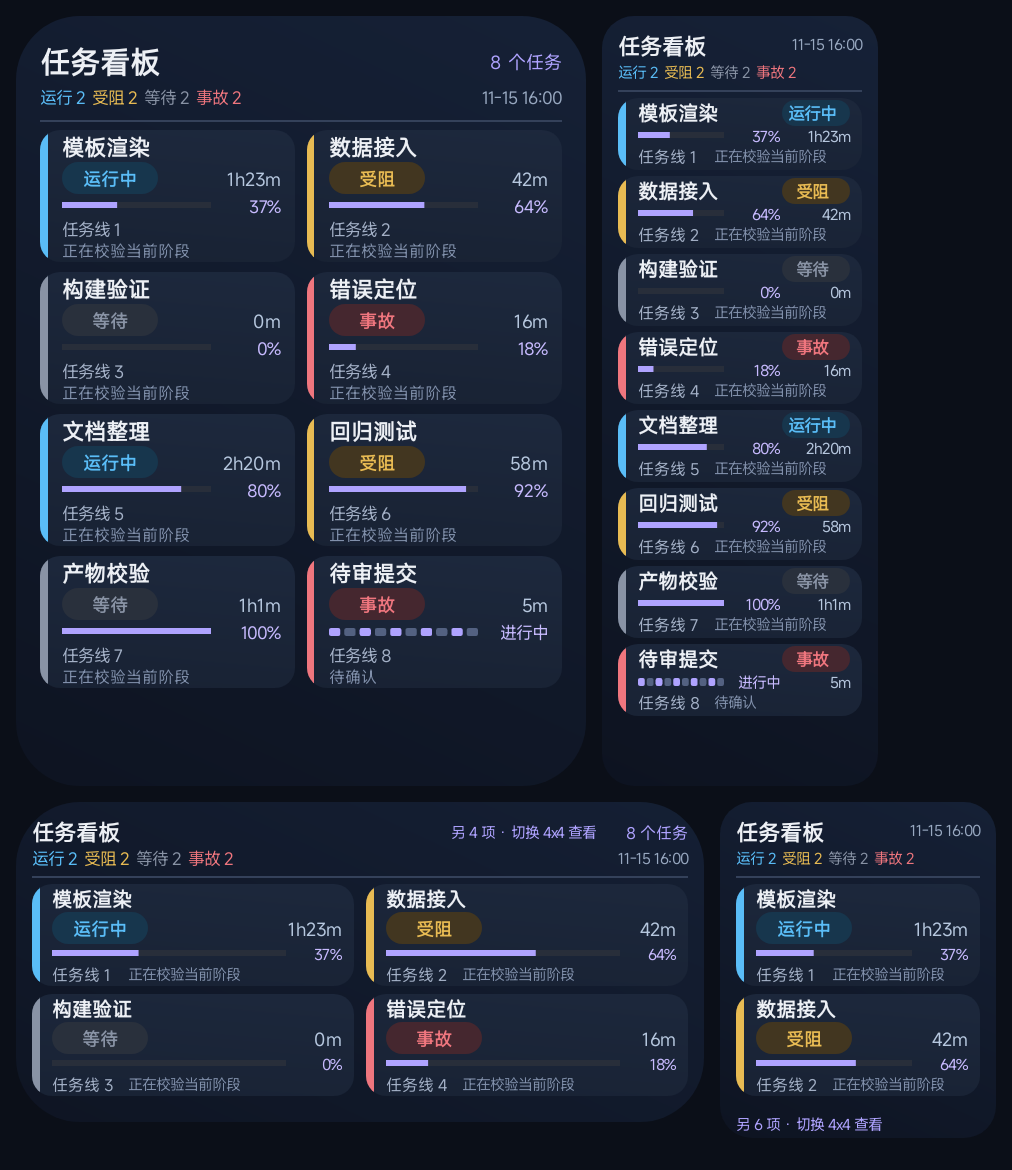 任务看板
8 个任务
运行 2 受阻 2 等待 2 事故 2
11-15 16:00
模板渲染
运行中 1h23m
37%
任务线 1
正在校验当前阶段
数据接入
受阻 42m
64%
任务线 2
正在校验当前阶段
构建验证
等待 0m
0%
任务线 3
正在校验当前阶段
错误定位
事故 16m
18%
任务线 4
正在校验当前阶段
文档整理
运行中 2h20m
80%
任务线 5
正在校验当前阶段
回归测试
受阻 58m
92%
任务线 6
正在校验当前阶段
产物校验
等待 1h1m
100%
任务线 7
正在校验当前阶段
待审提交
事故 5m
进行中
任务线 8
待确认
任务看板 11-15 16:00
运行 2 受阻 2 等待 2 事故 2
模板渲染 运行中
37% 1h23m
任务线 1 正在校验当前阶段
数据接入 受阻
64% 42m
任务线 2 正在校验当前阶段
构建验证 等待
0% 0m
任务线 3 正在校验当前阶段
错误定位 事故
18% 16m
任务线 4 正在校验当前阶段
文档整理 运行中
80% 2h20m
任务线 5 正在校验当前阶段
回归测试 受阻
92% 58m
任务线 6 正在校验当前阶段
产物校验 等待
100% 1h1m
任务线 7 正在校验当前阶段
待审提交 事故
进行中 5m
任务线 8 待确认
任务看板 另 4 项 · 切换 4x4 查看 8 个任务
运行 2 受阻 2 等待 2 事故 2 11-15 16:00
模板渲染
运行中 1h23m
37%
任务线 1 正在校验当前阶段
数据接入
受阻 42m
64%
任务线 2 正在校验当前阶段
构建验证
等待 0m
0%
任务线 3 正在校验当前阶段
错误定位
事故 16m
18%
任务线 4 正在校验当前阶段
任务看板 11-15 16:00
运行 2 受阻 2 等待 2 事故 2
模板渲染
运行中 1h23m
37%
任务线 1 正在校验当前阶段
数据接入
受阻 42m
64%
任务线 2 正在校验当前阶段
另 6 项 · 切换 4x4 查看